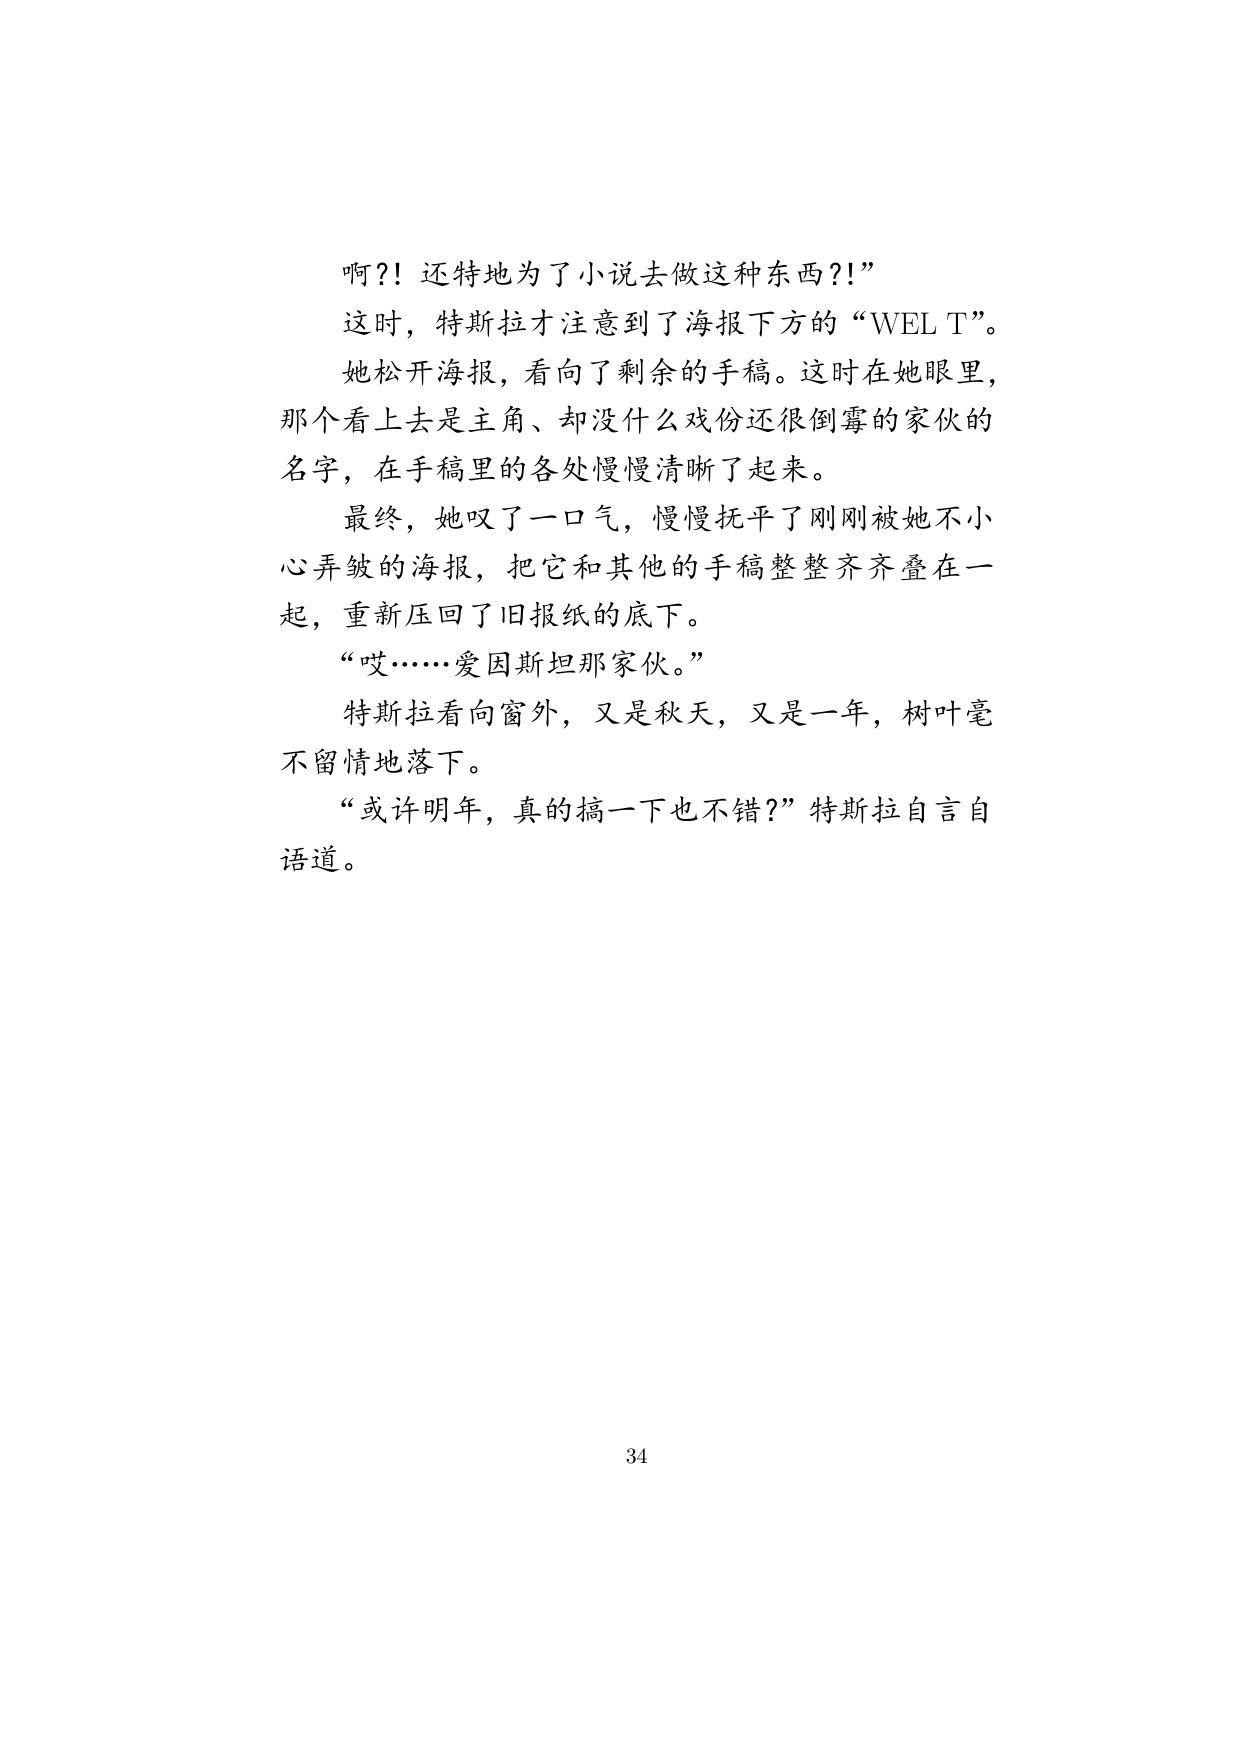 啊?! 还特地为了小说去做这种东西?!”
这时，特斯拉才注意到了海报下方的“WEL T”。
她松开海报，看向了剩余的手稿。这时在她眼里，
那个看上去是主角、却没什么戏份还很倒霉的家伙的
名字，在手稿里的各处慢慢清晰了起来。
最终，她叹了一口气，慢慢抚平了刚刚被她不小
心弄皱的海报，把它和其他的手稿整整齐齐叠在一
起，重新压回了旧报纸的底下。
“哎……爱因斯坦那家伙。”
特斯拉看向窗外，又是秋天，又是一年，树叶毫
不留情地落下。
“或许明年，真的搞一下也不错?”特斯拉自言自
语道。
34